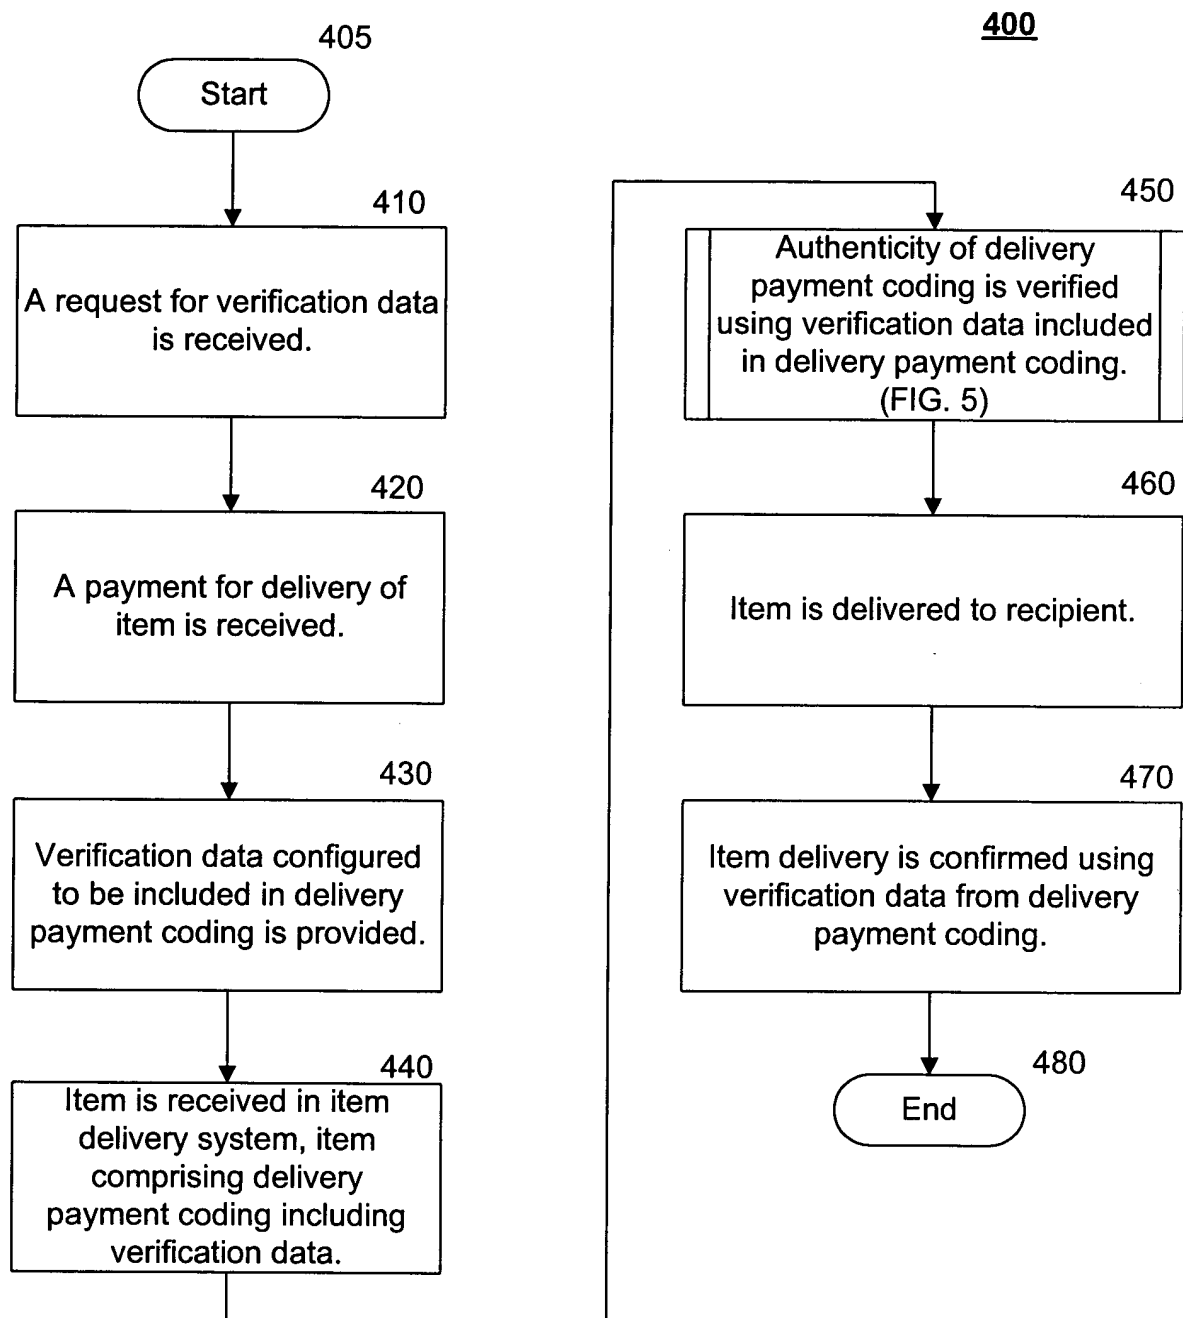 400
405
Start
410
A request for verification data
is received.
420
A payment for delivery of
item is received.
430
Verification data configured
to be included in delivery
payment coding is provided.
440
Item is received in item
delivery system, item
comprising delivery
payment coding including
verification data.
450
Authenticity of delivery
payment coding is verified
using verification data included
in delivery payment coding.
(FIG. 5)
460
Item is delivered to recipient.
470
Item delivery is confirmed using
verification data from delivery
payment coding.
480
End